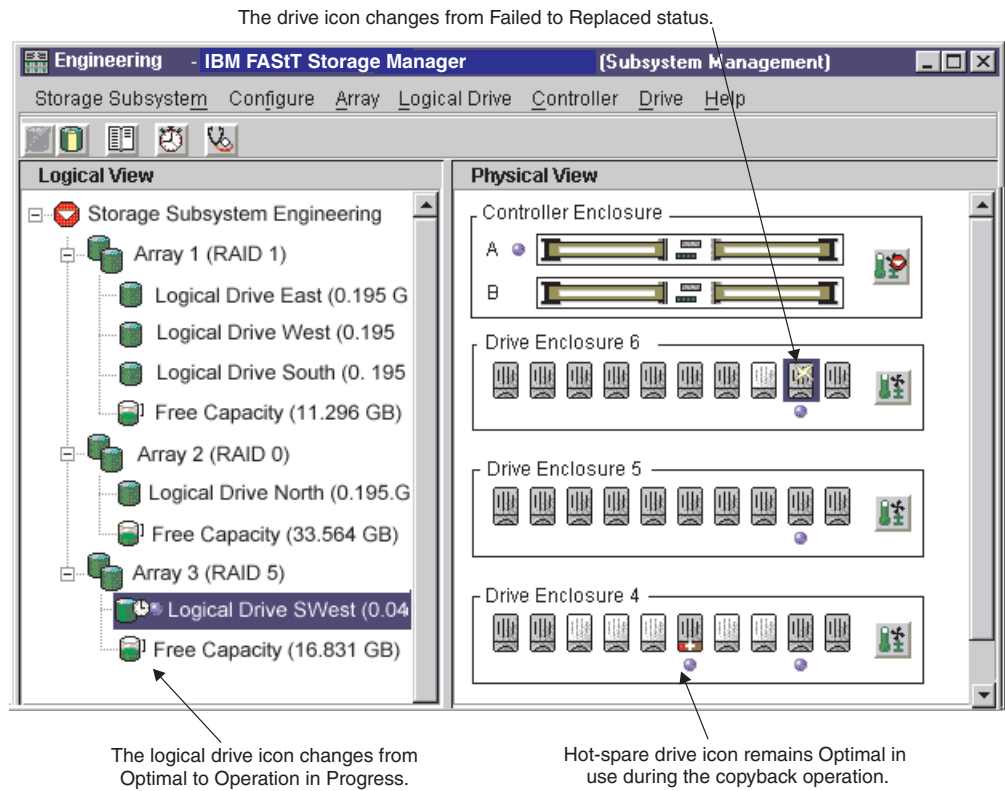 The drive icon changes from Failed to Replaced status.
Engineering - IBM FAStT Storage Manager (Subsystem Management)
Storage Subsystem Configure Array Logical Drive Controller Drive Help
Logical View
Physical View
Storage Subsystem Engineering
Array 1 (RAID 1)
Logical Drive East (0.195 G
Logical Drive West (0.195
Logical Drive South (0. 195
Free Capacity (11.296 GB)
Array 2 (RAID 0)
Logical Drive North (0.195.G
Free Capacity (33.564 GB)
Array 3 (RAID 5)
Logical Drive SWest (0.04
Free Capacity (16.831 GB)
Controller Enclosure
A
B
Drive Enclosure 6
Drive Enclosure 5
Drive Enclosure 4
The logical drive icon changes from
Optimal to Operation in Progress.
Hot-spare drive icon remains Optimal in
use during the copyback operation.